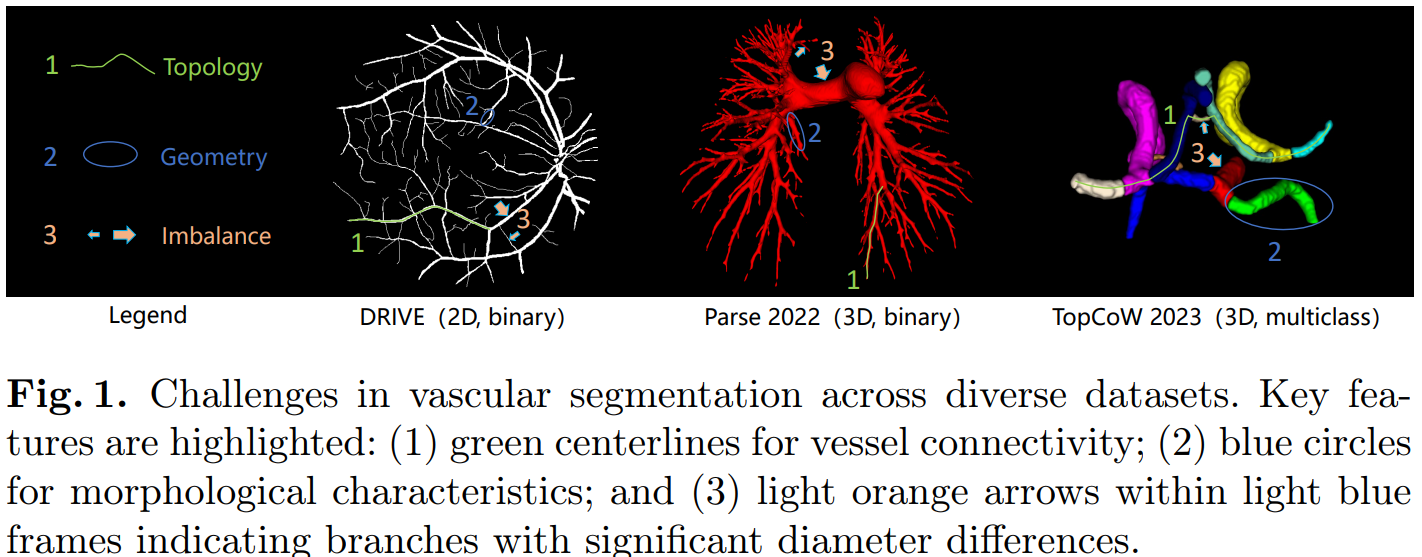 1 Topology
2 Geometry
3 Imbalance
2
3
1
3
2
1
1
3
2
Legend
DRIVE（2D, binary）
Parse 2022（3D, binary）
TopCoW 2023（3D, multiclass）
Fig. 1. Challenges in vascular segmentation across diverse datasets. Key fea-
tures are highlighted: (1) green centerlines for vessel connectivity; (2) blue circles
for morphological characteristics; and (3) light orange arrows within light blue
frames indicating branches with significant diameter differences.